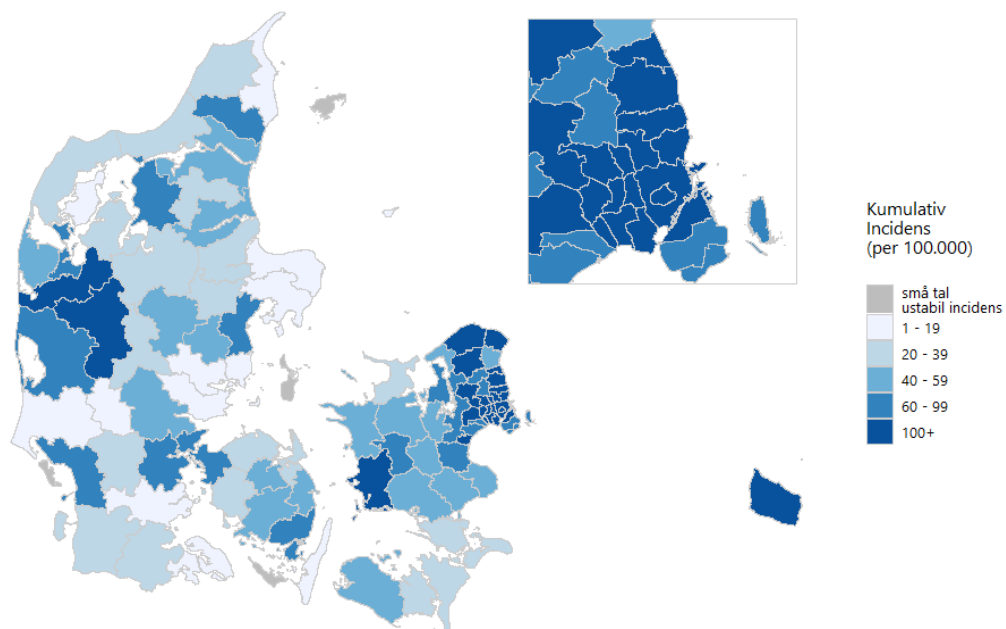 Kumulativ
Incidens
(per 100.000)
små tal
ustabil incidens
1 - 19
20 - 39
40 - 59
60 - 99
100+